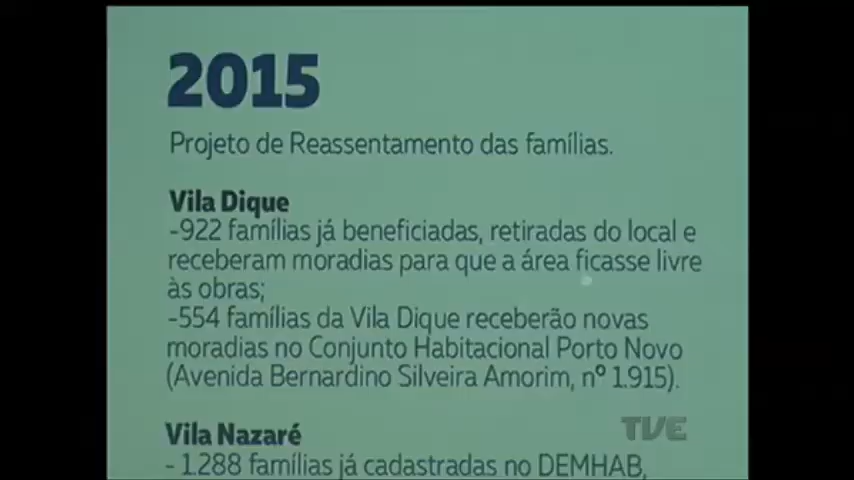 2015
Projeto de Reassentamento das famílias.
Vila Dique
-922 famílias já beneficiadas, retiradas do local e
receberam moradias para que a área ficasse livre
às obras;
-554 famílias da Vila Dique receberão novas
moradias no Conjunto Habitacional Porto Novo
(Avenida Bernardino Silveira Amorim, nº 1.915).
Vila Nazaré
- 1.288 famílias já cadastradas no DEMHAB,
TVE